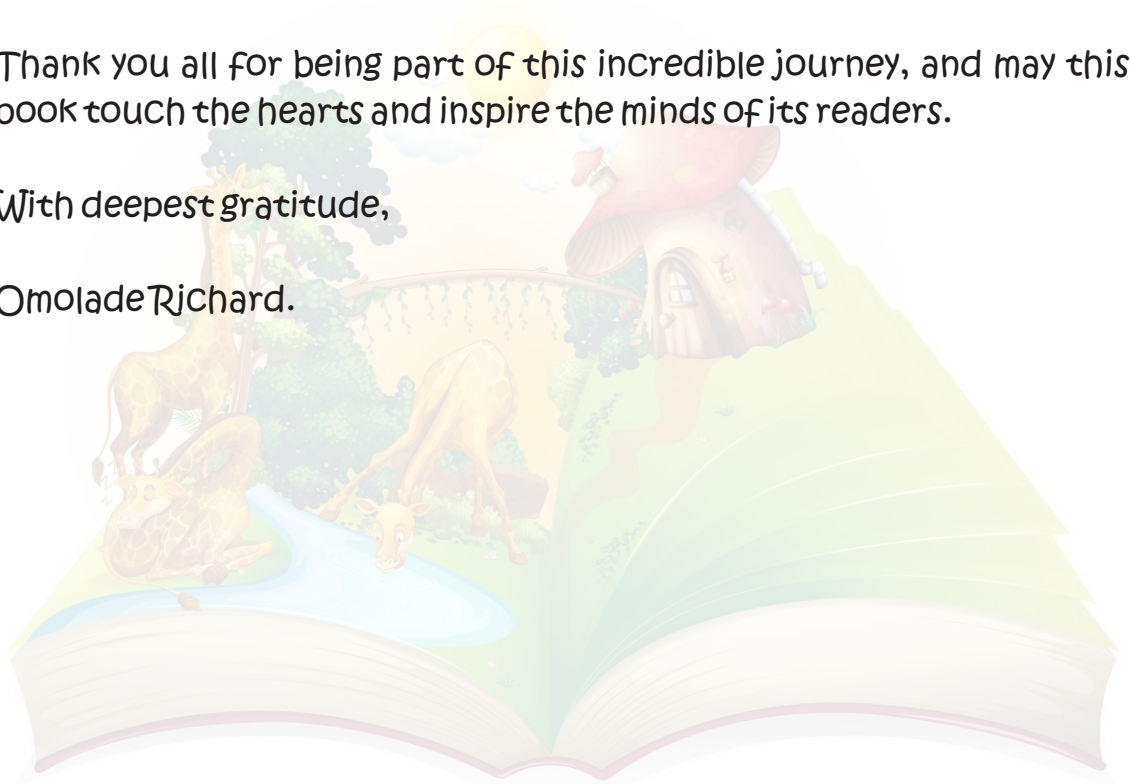 Thank you all for being part of this incredible journey, and may this
book touch the hearts and inspire the minds of its readers.
With deepest gratitude,
Omolade Richard.